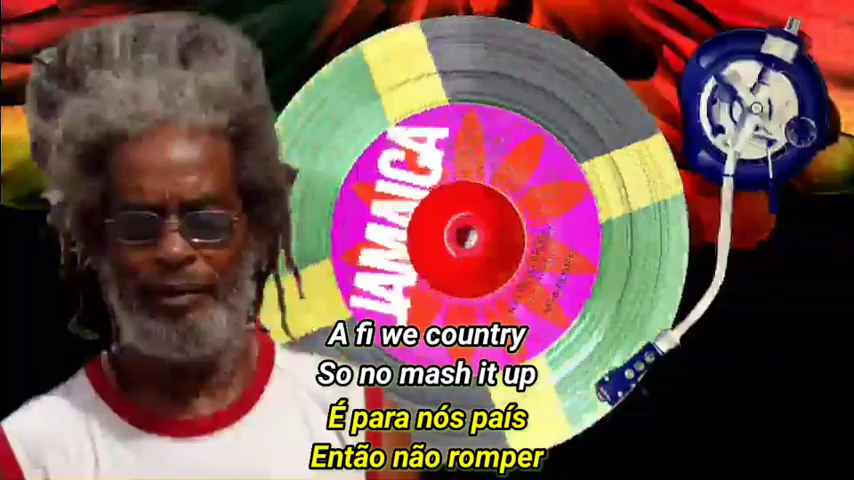 JAMAICA
A fi we country
So no mash it up
É para nós país
Então não romper